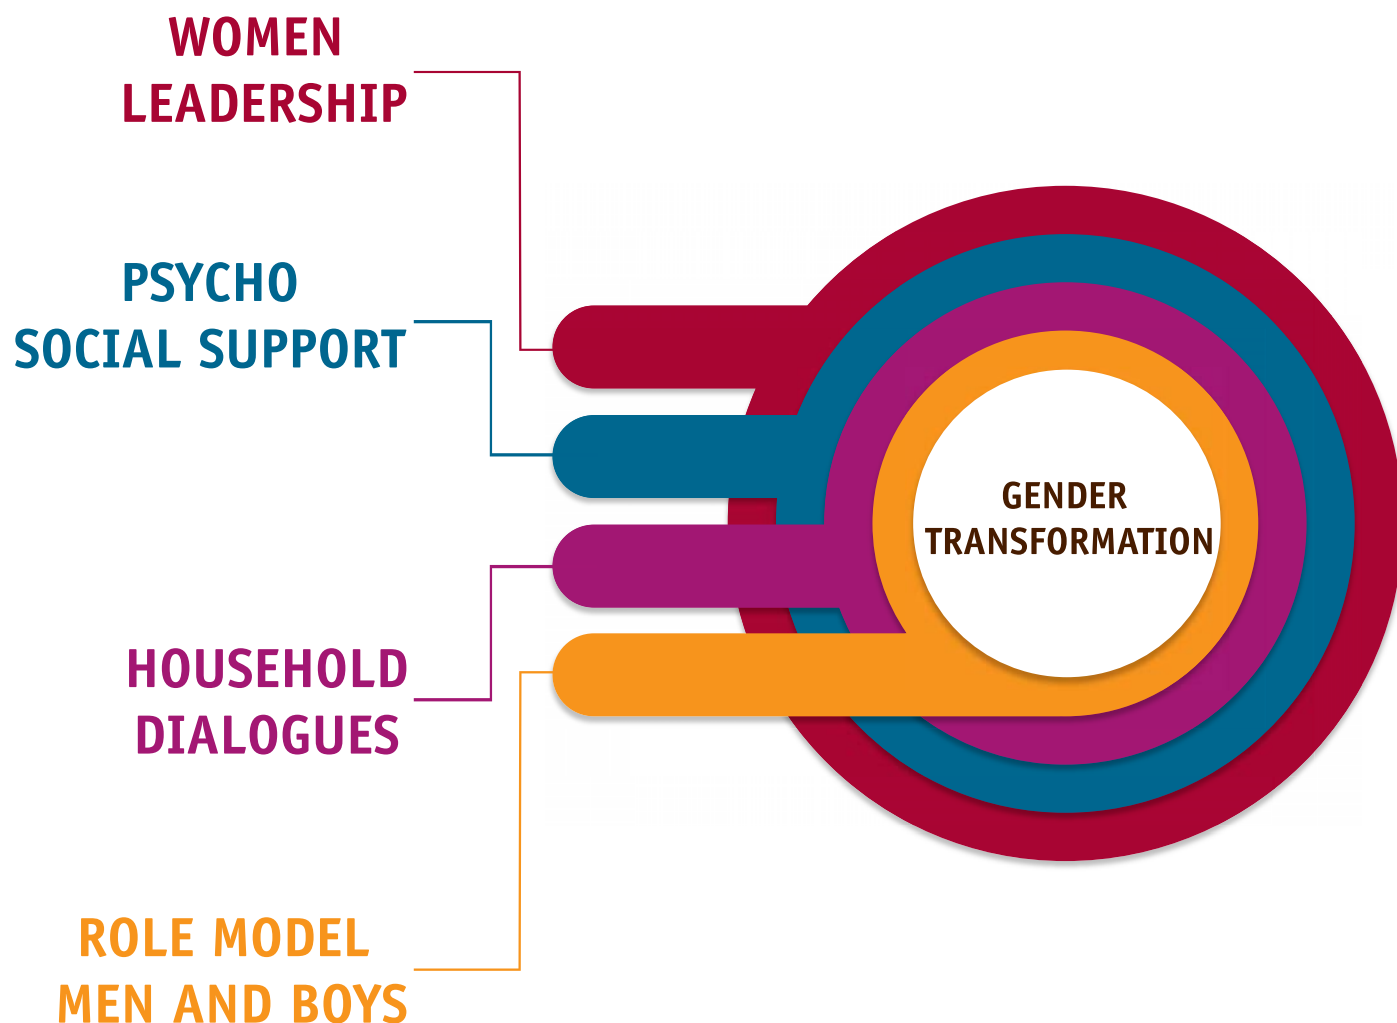 WOMEN
LEADERSHIP
PSYCHO
SOCIAL SUPPORT
HOUSEHOLD
DIALOGUES
ROLE MODEL
MEN AND BOYS
GENDER
TRANSFORMATION